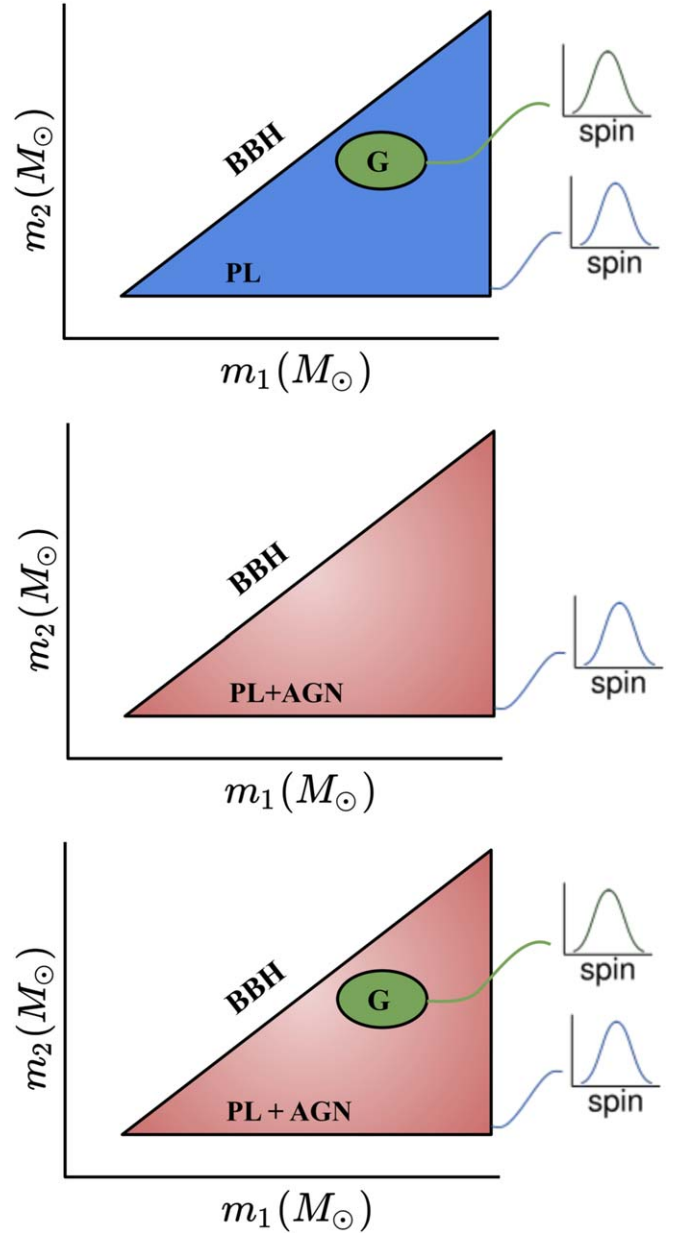 m₂(M⊙)
BBH
G
PL
m₁(M⊙)
spin
spin
m₂(M⊙)
BBH
PL+AGN
m₁(M⊙)
spin
m₂(M⊙)
BBH
G
PL + AGN
m₁(M⊙)
spin
spin